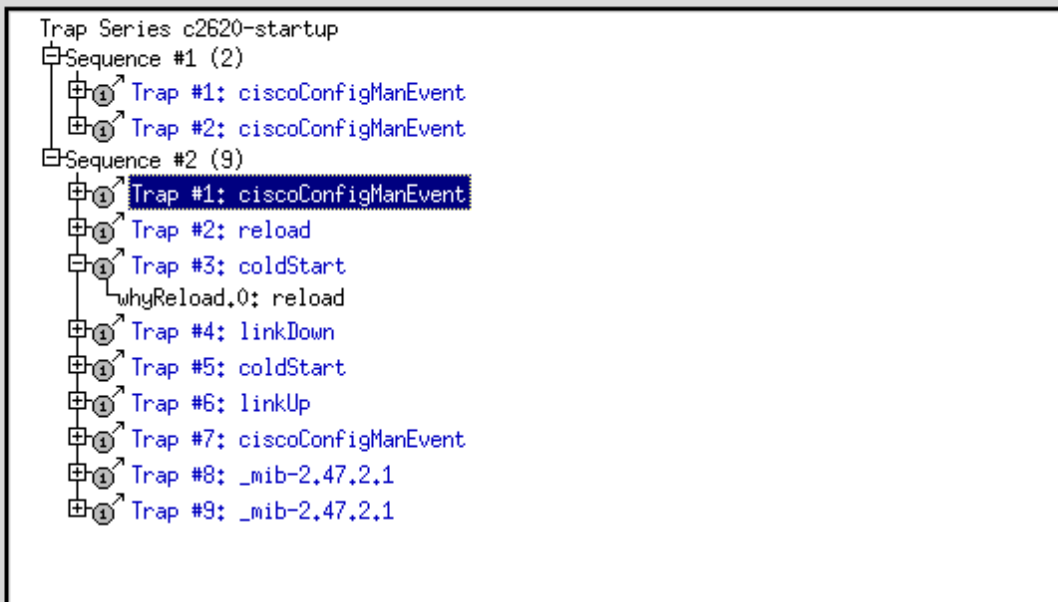 Trap Series c2620-startup
Sequence #1 (2)
Trap #1: ciscoConfigManEvent
Trap #2: ciscoConfigManEvent
Sequence #2 (9)
Trap #1: ciscoConfigManEvent
Trap #2: reload
Trap #3: coldStart
whyReload.0: reload
Trap #4: linkDown
Trap #5: coldStart
Trap #6: linkUp
Trap #7: ciscoConfigManEvent
Trap #8: _mib-2.47.2.1
Trap #9: _mib-2.47.2.1